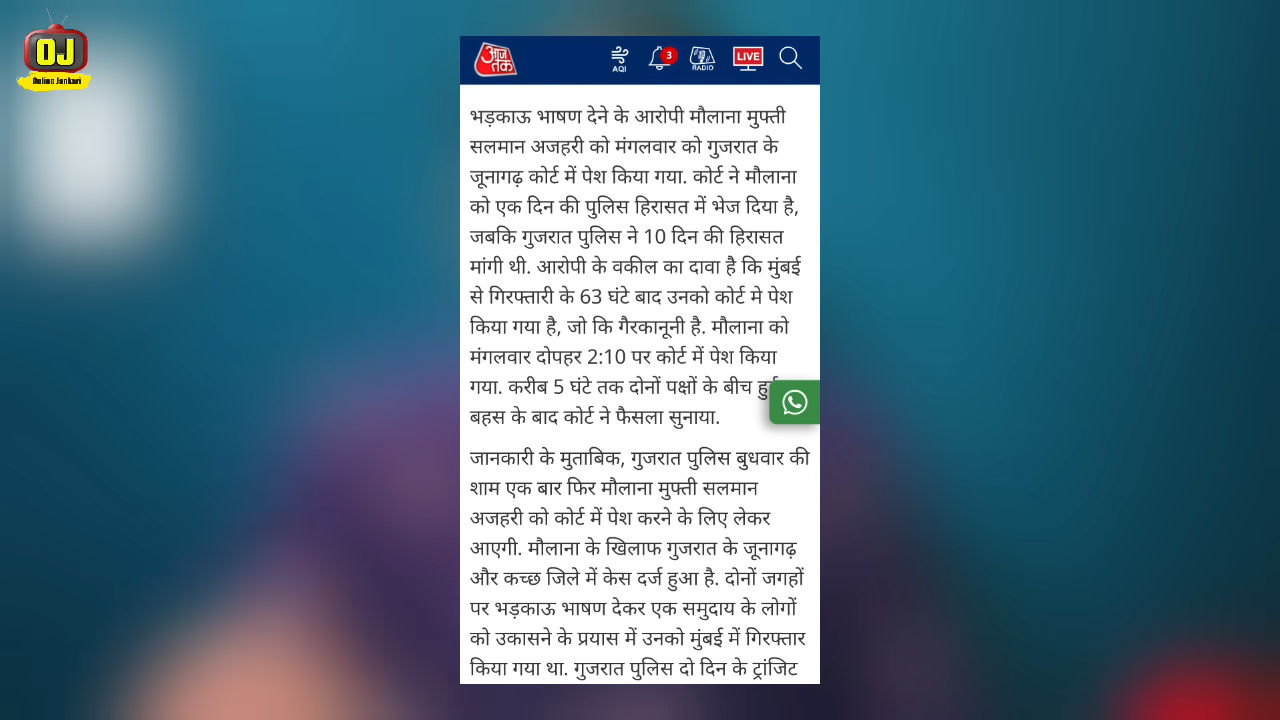 OJ
Online Jankari
आज
तक
AQI
3
RADIO
LIVE
भड़काऊ भाषण देने के आरोपी मौलाना मुफ्ती
सलमान अजहरी को मंगलवार को गुजरात के
जूनागढ़ कोर्ट में पेश किया गया. कोर्ट ने मौलाना
को एक दिन की पुलिस हिरासत में भेज दिया है,
जबकि गुजरात पुलिस ने 10 दिन की हिरासत
मांगी थी. आरोपी के वकील का दावा है कि मुंबई
से गिरफ्तारी के 63 घंटे बाद उनको कोर्ट मे पेश
किया गया है, जो कि गैरकानूनी है. मौलाना को
मंगलवार दोपहर 2:10 पर कोर्ट में पेश किया
गया. करीब 5 घंटे तक दोनों पक्षों के बीच
बहस के बाद कोर्ट ने फैसला सुनाया.
जानकारी के मुताबिक, गुजरात पुलिस बुधवार की
शाम एक बार फिर मौलाना मुफ्ती सलमान
अजहरी को कोर्ट में पेश करने के लिए लेकर
आएगी. मौलाना के खिलाफ गुजरात के जूनागढ़
और कच्छ जिले में केस दर्ज हुआ है. दोनों जगहों
पर भड़काऊ भाषण देकर एक समुदाय के लोगों
को उकासने के प्रयास में उनको मुंबई में गिरफ्तार
किया गया था. गुजरात पुलिस दो दिन के ट्रांजिट